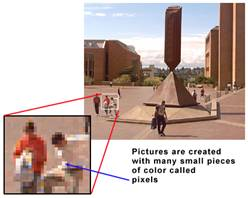 Pictures are created
with many small pieces
of color called
pixels